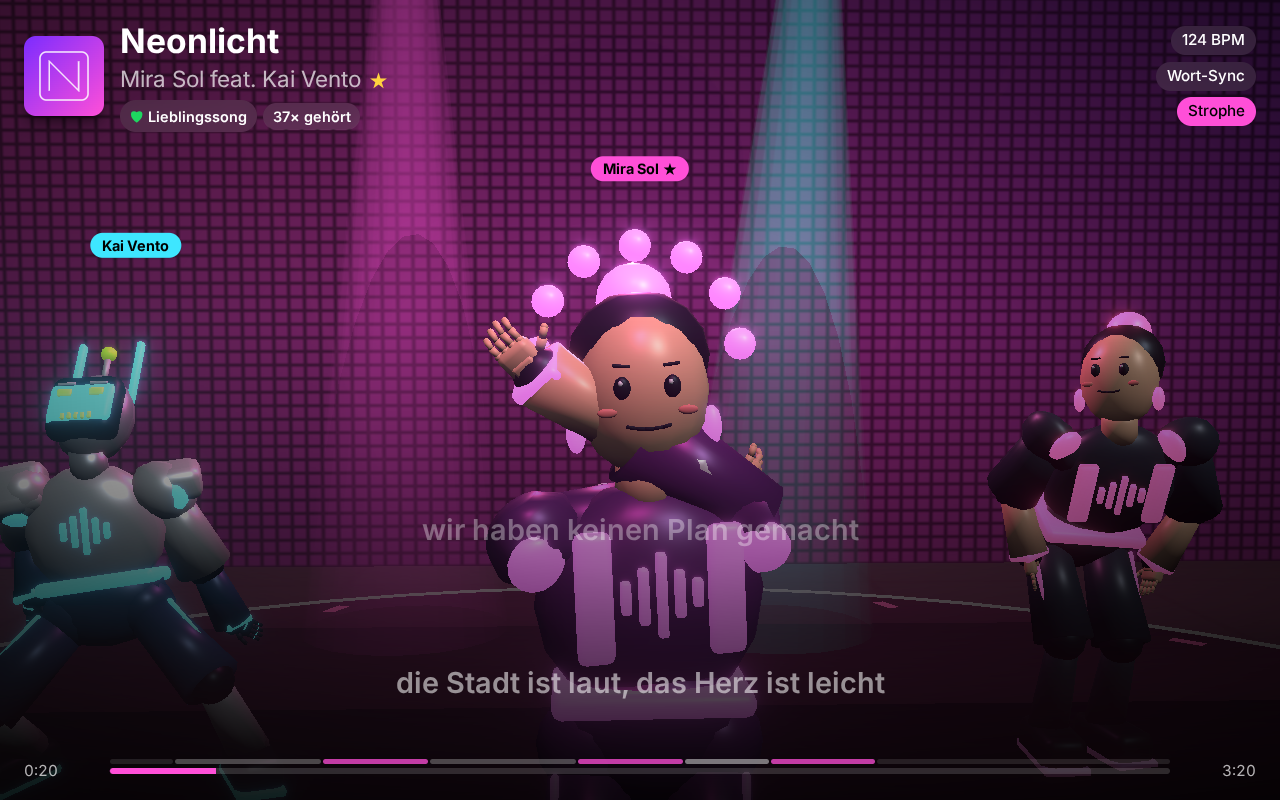 N
Neonlicht
Mira Sol feat. Kai Vento ★
Lieblingssong
37× gehört
124 BPM
Wort-Sync
Strophe
Mira Sol ★
Kai Vento
wir haben keinen Plan gemacht
die Stadt ist laut, das Herz ist leicht
0:20
3:20